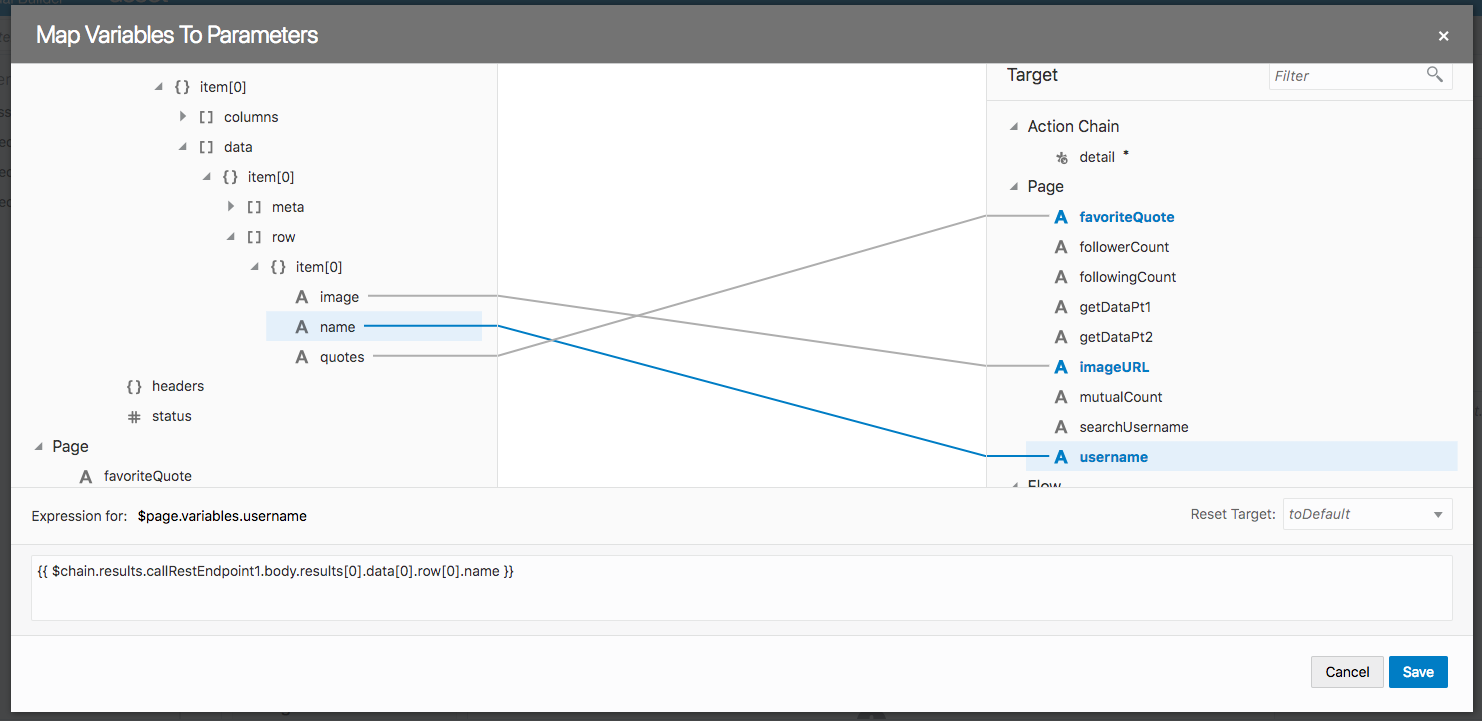 Map Variables To Parameters
item[0]
columns
data
item[0]
meta
row
item[0]
image
name
quotes
headers
status
Page
favoriteQuote
Target
Filter
Action Chain
detail *
Page
favoriteQuote
followerCount
followingCount
getDataPt1
getDataPt2
imageURL
mutualCount
searchUsername
username
Flow
Expression for: $page.variables.username
Reset Target: toDefault
{{ $chain.results.callRestEndpoint1.body.results[0].data[0].row[0].name }}
Cancel Save